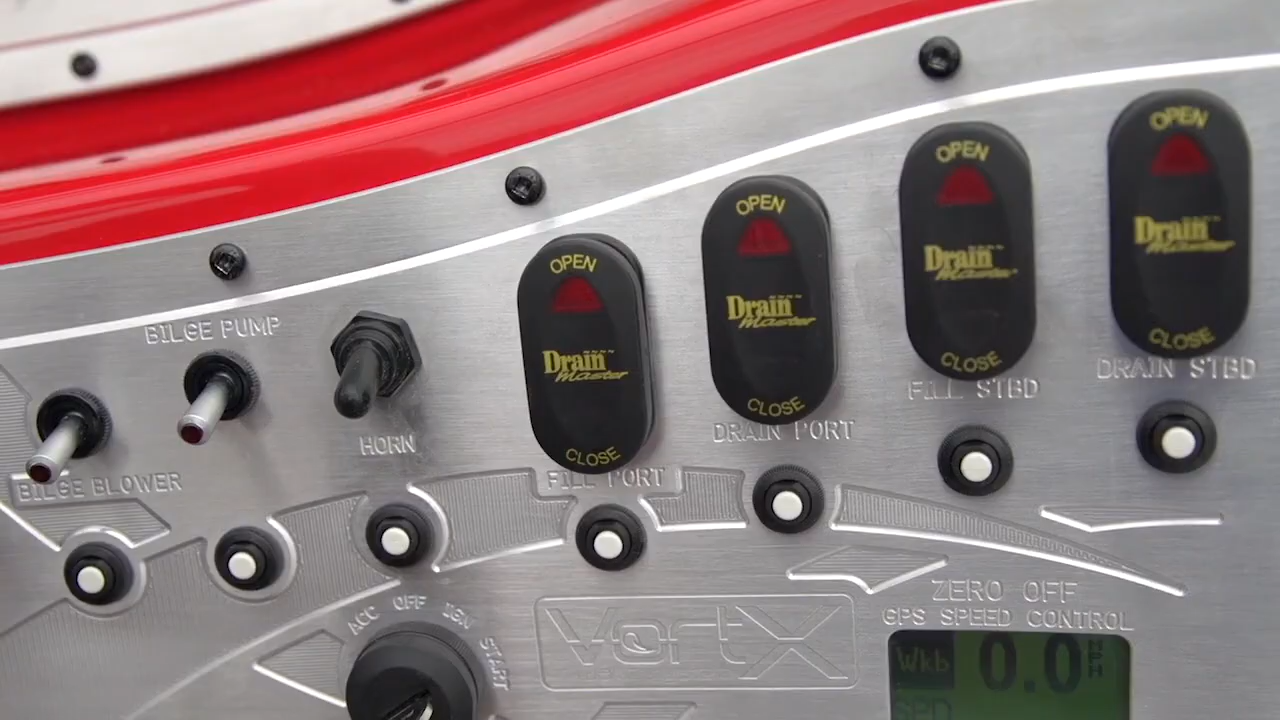 BILGE PUMP
BILGE BLOWER
HORN
OPEN
Drain
Master
CLOSE
FILL PORT
OPEN
Drain
Master
CLOSE
DRAIN PORT
OPEN
Drain
Master
CLOSE
FILL STBD
OPEN
Drain
Master
CLOSE
DRAIN STBD
ACC OFF IGN START
VortX
ZERO OFF
GPS SPEED CONTROL
Wkb 0.0 MPH
SPD